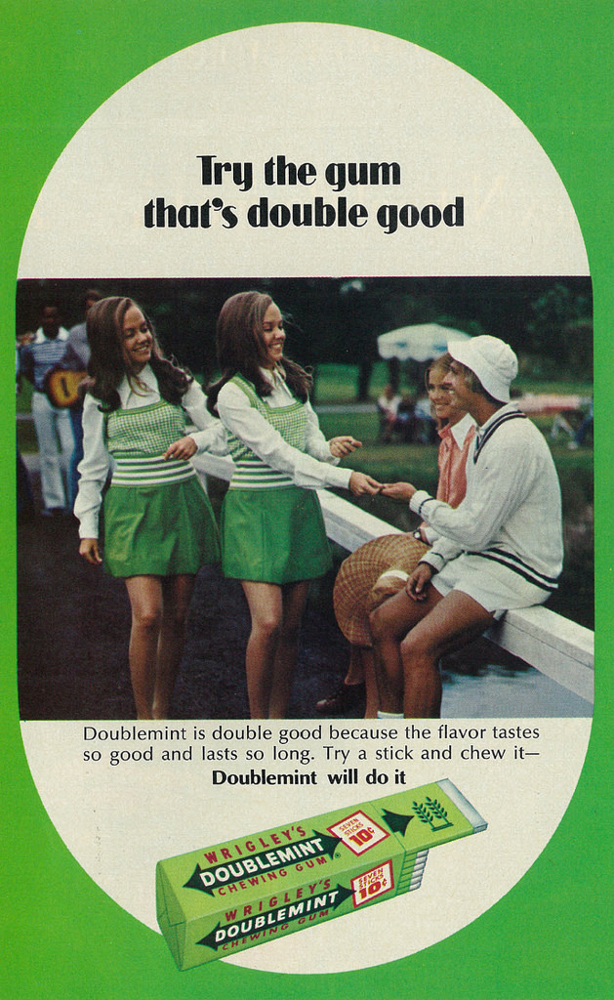 Try the gum
that's double good
Doublemint is double good because the flavor tastes
so good and lasts so long. Try a stick and chew it—
Doublemint will do it
WRIGLEY'S
DOUBLEMINT
CHEWING GUM
SEVEN
STICKS
10¢
WRIGLEY'S
DOUBLEMINT
CHEWING GUM
SEVEN
STICKS
10¢